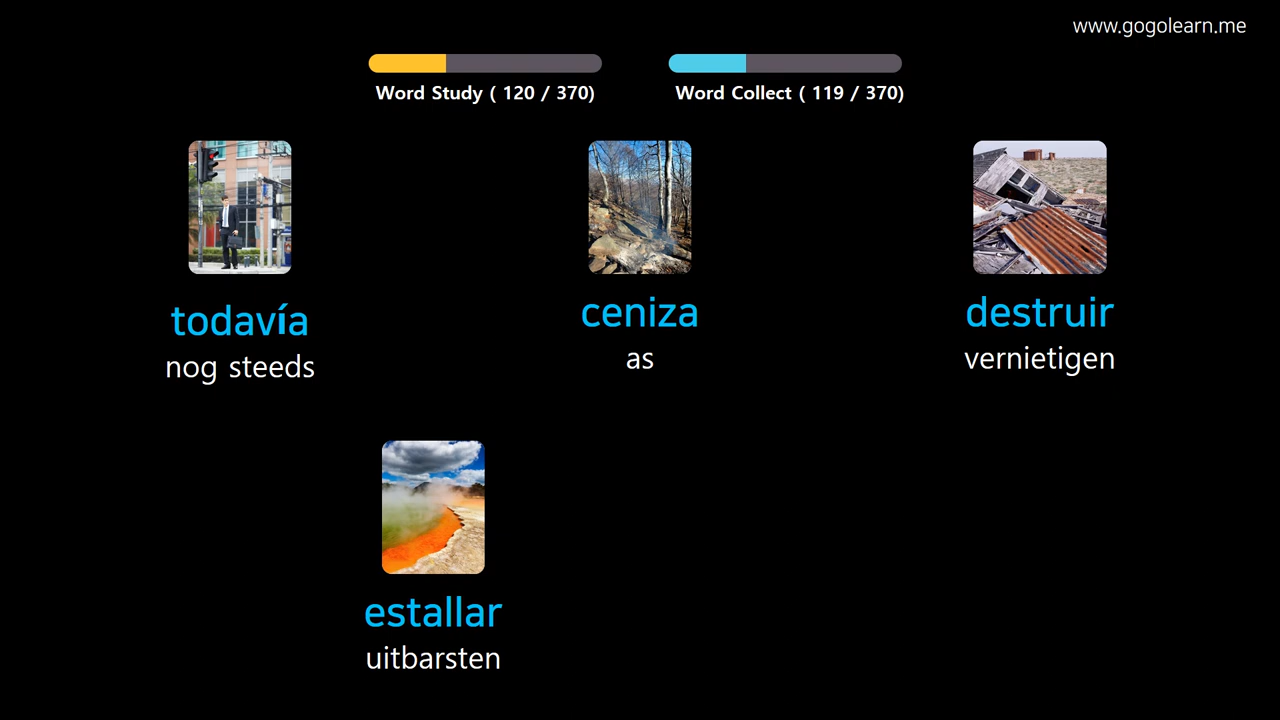 www.gogolearn.me
Word Study ( 120 / 370)
Word Collect ( 119 / 370)
todavía
nog steeds
ceniza
as
destruir
vernietigen
estallar
uitbarsten